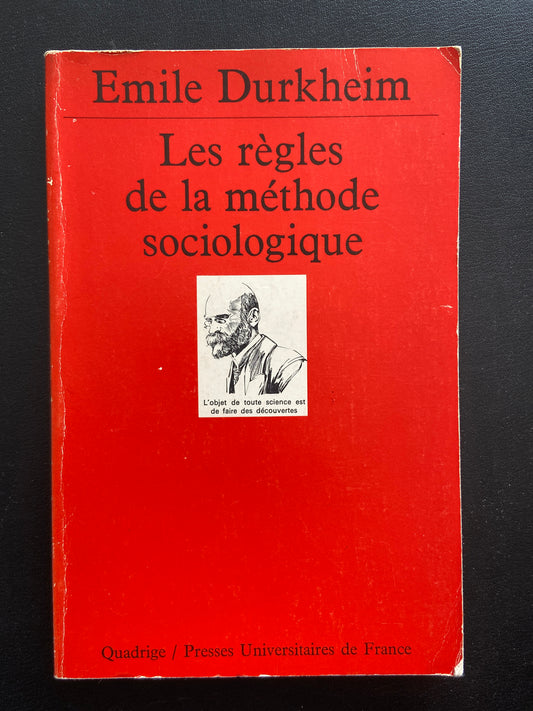 Emile Durkheim
Les règles
de la méthode
sociologique
L'objet de toute science est
de faire des découvertes
Quadrige / Presses Universitaires de France